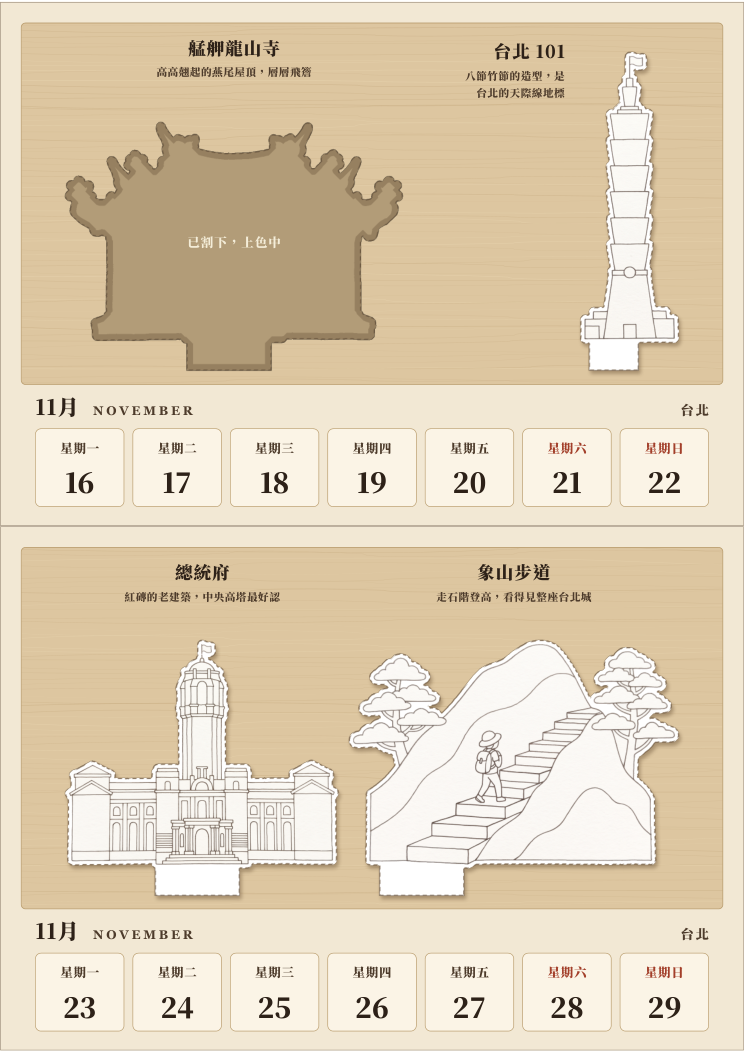 艋舺龍山寺
高高翹起的燕尾屋頂，層層飛簷
台北 101
八節竹節的造型，是
台北的天際線地標
已割下，上色中
11月 NOVEMBER
台北
星期一 星期二 星期三 星期四 星期五 星期六 星期日
16 17 18 19 20 21 22
總統府
紅磚的老建築，中央高塔最好認
象山步道
走石階登高，看得見整座台北城
11月 NOVEMBER
台北
星期一 星期二 星期三 星期四 星期五 星期六 星期日
23 24 25 26 27 28 29